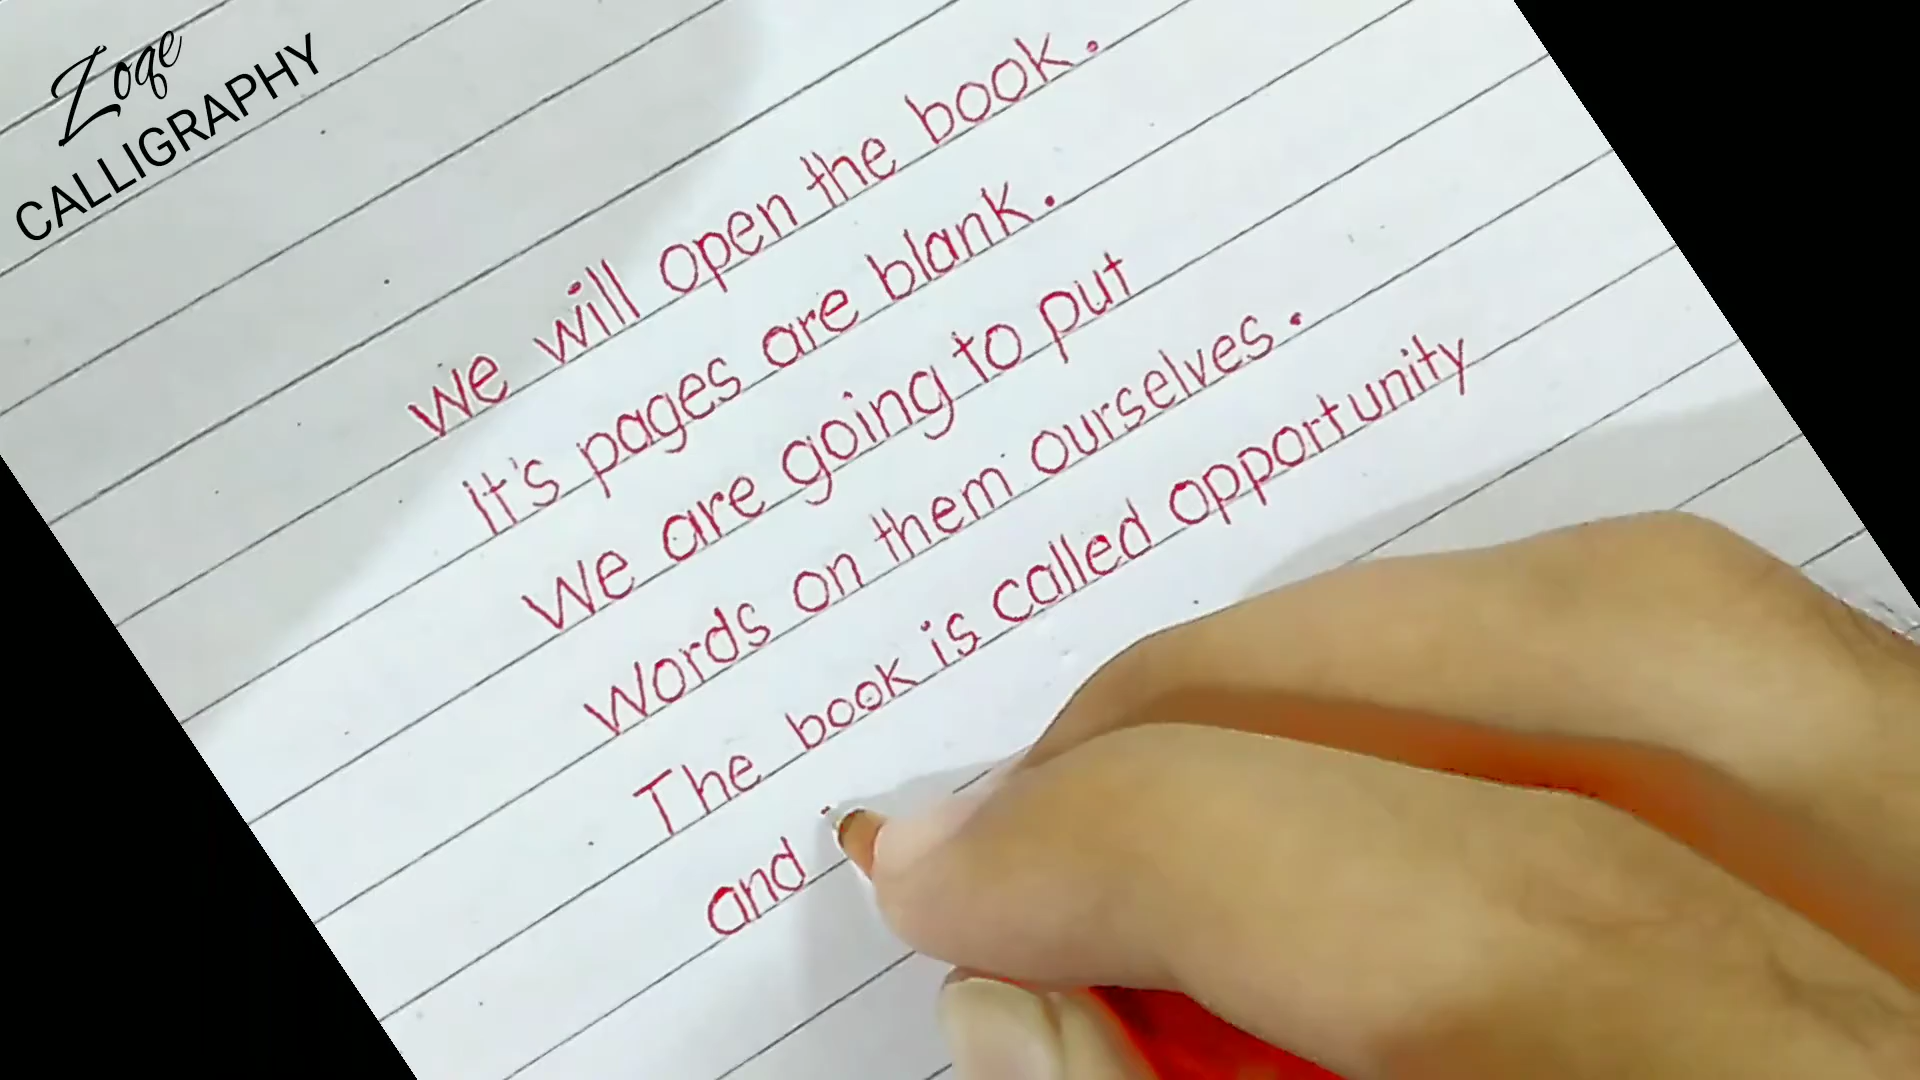 Zoqe
CALLIGRAPHY
We will open the book.
It's pages are blank.
We are going to put
words on them ourselves.
The book is called opportunity
and